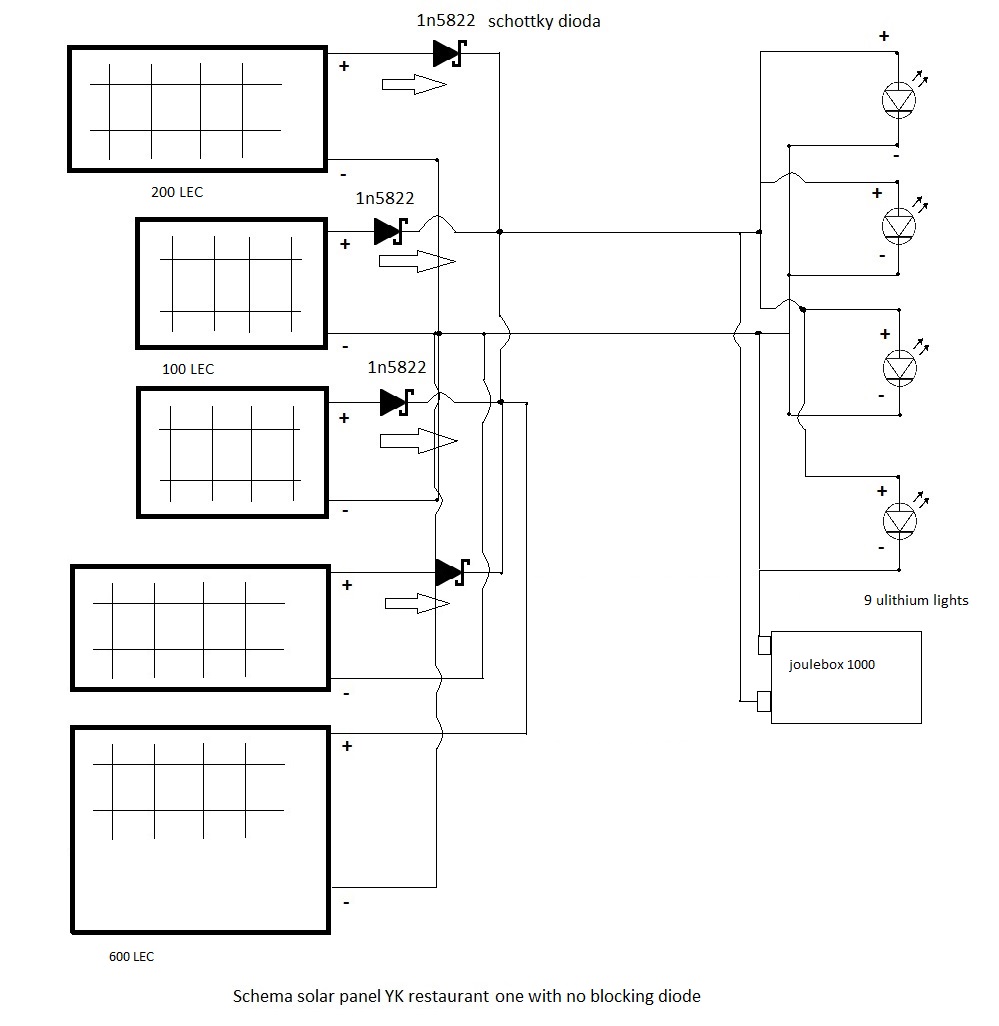 1n5822 schottky dioda
+
+
-
200 LEC
-
1n5822
+
+
-
-
100 LEC
1n5822
+
+
-
-
+
-
+
9 ulithium lights
joulebox 1000
-
+
-
600 LEC
Schema solar panel YK restaurant one with no blocking diode